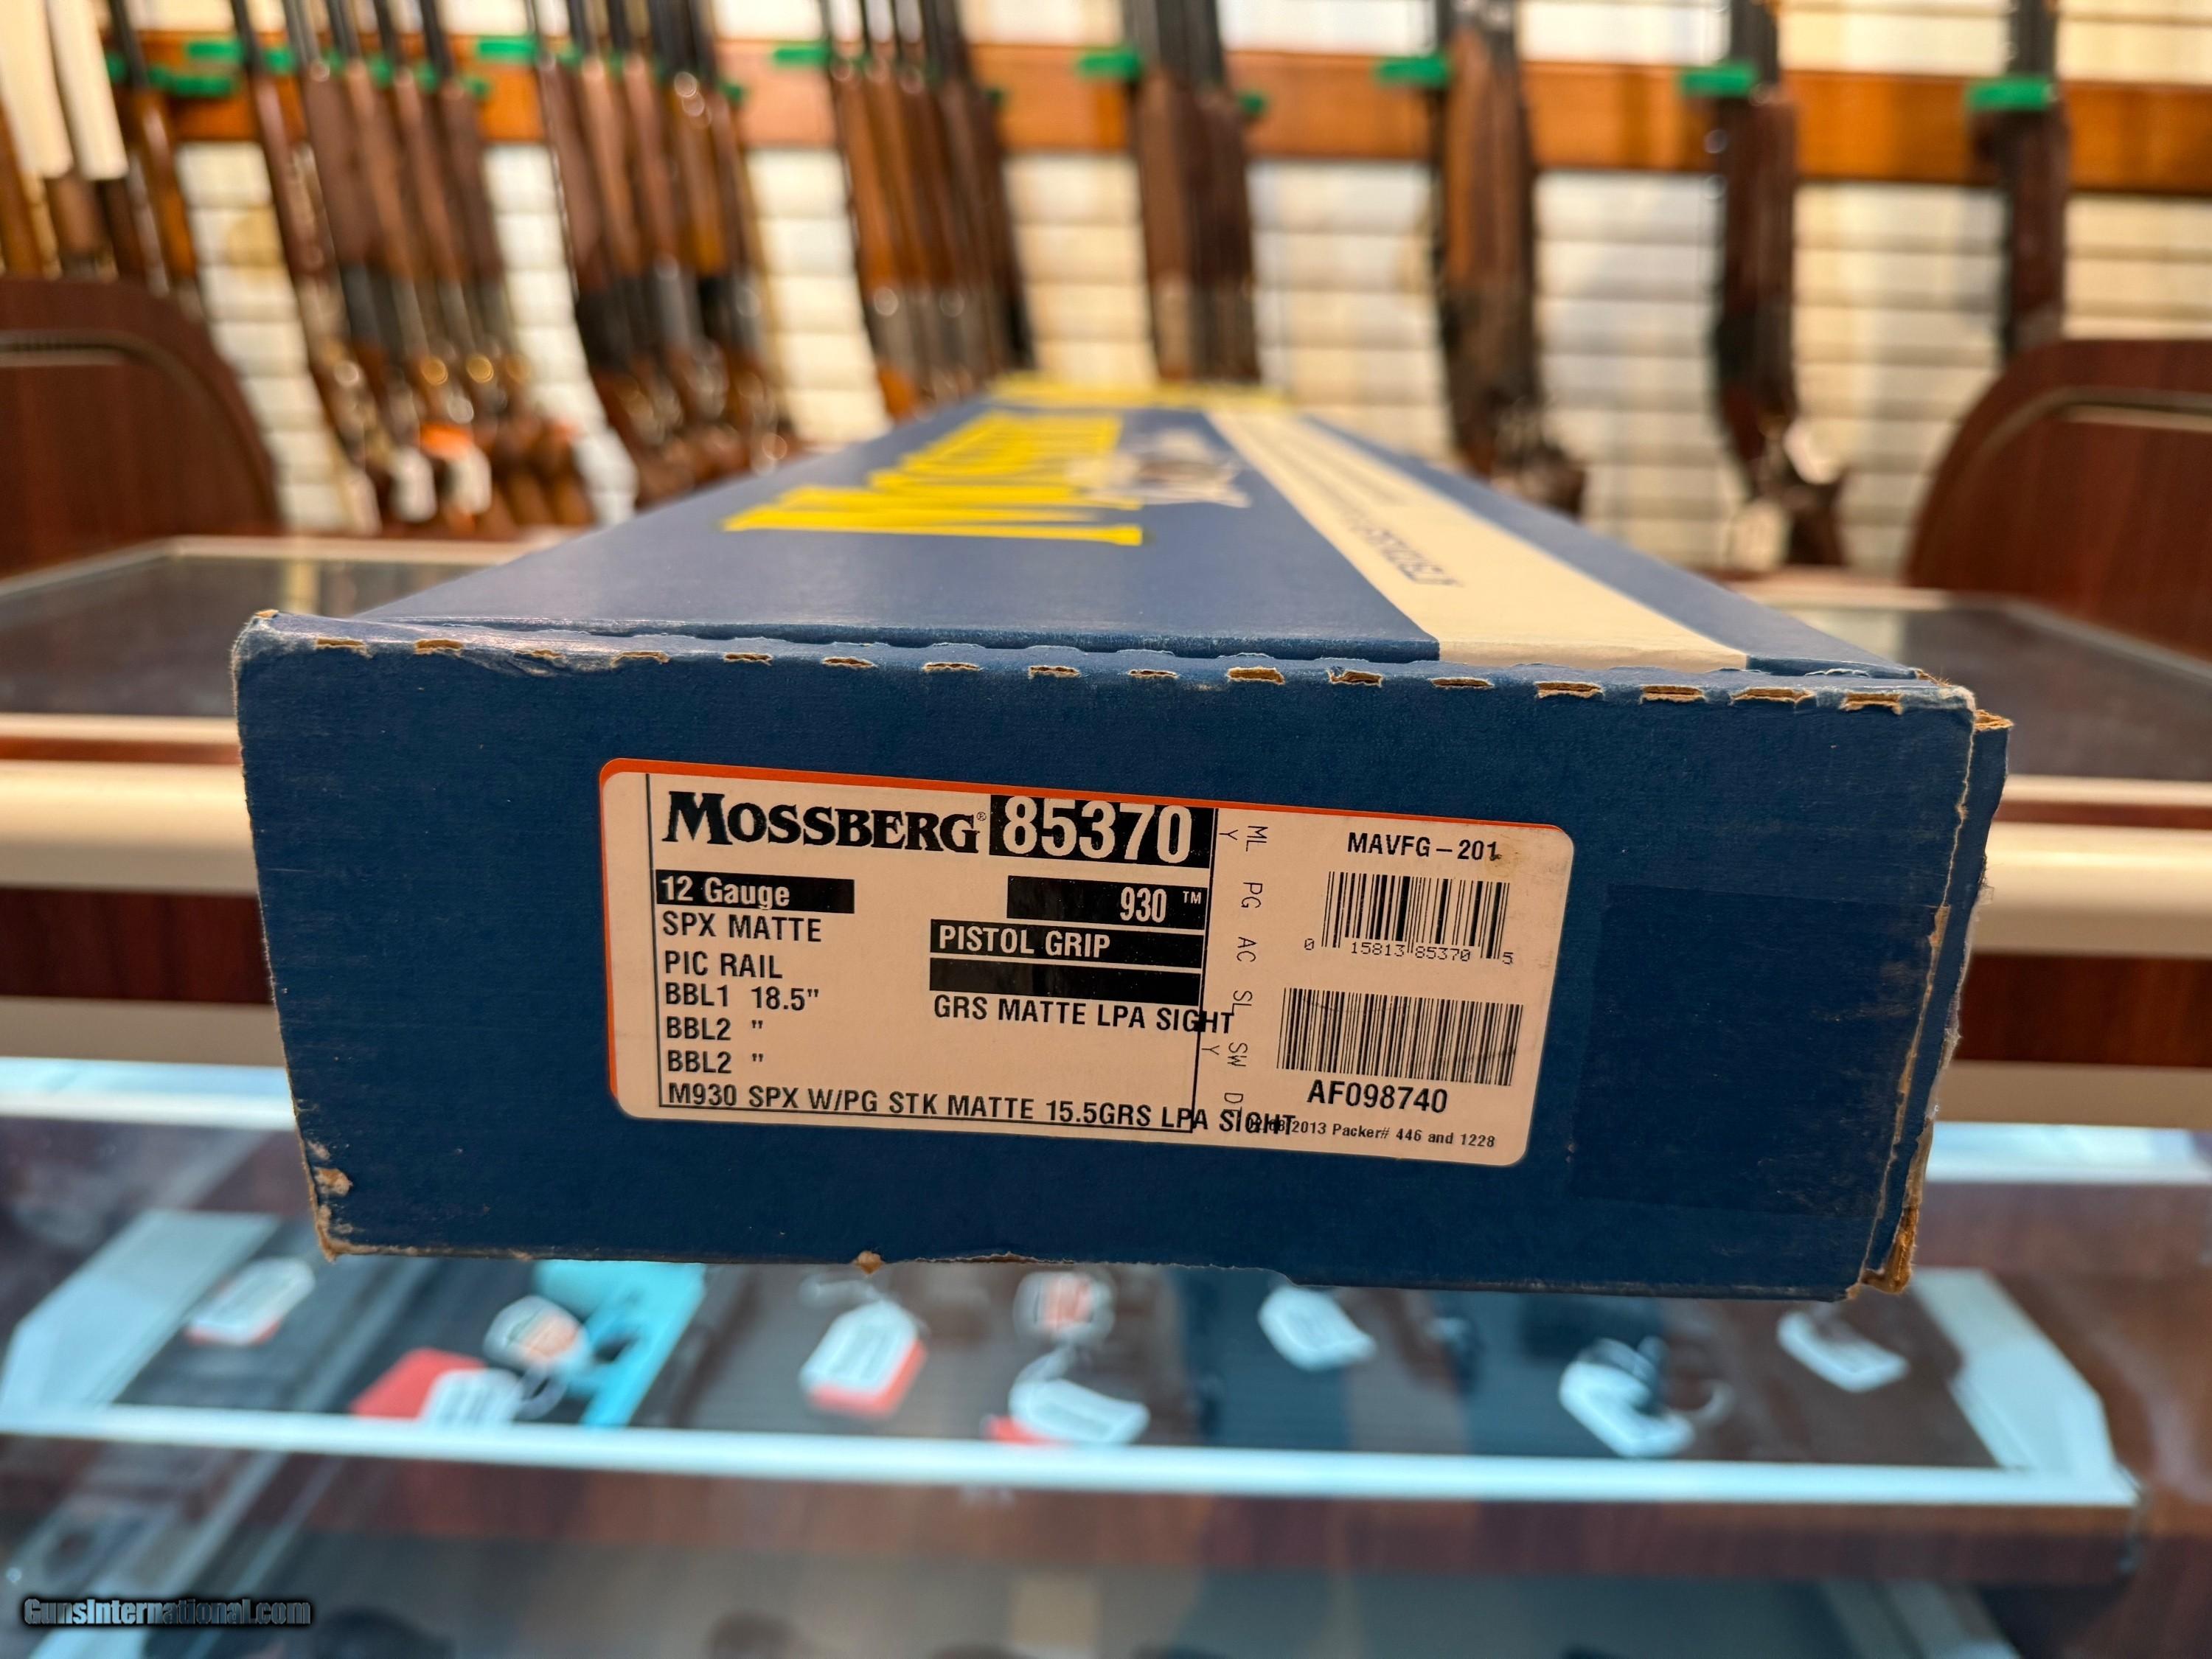 MOSSBERG
MOSSBERG® 85370
12 Gauge
930 ™
SPX MATTE
PISTOL GRIP
PIC RAIL
BBL1 18.5"
GRS MATTE LPA SIGHT
BBL2 "
BBL2 "
M930 SPX W/PG STK MATTE 15.5GRS LPA SIGHT
ML PG AC SL SW
Y Y
MAVFG-201
0 15813 85370 5
AF098740
2013 Packer# 446 and 1228
GunsInternational.com